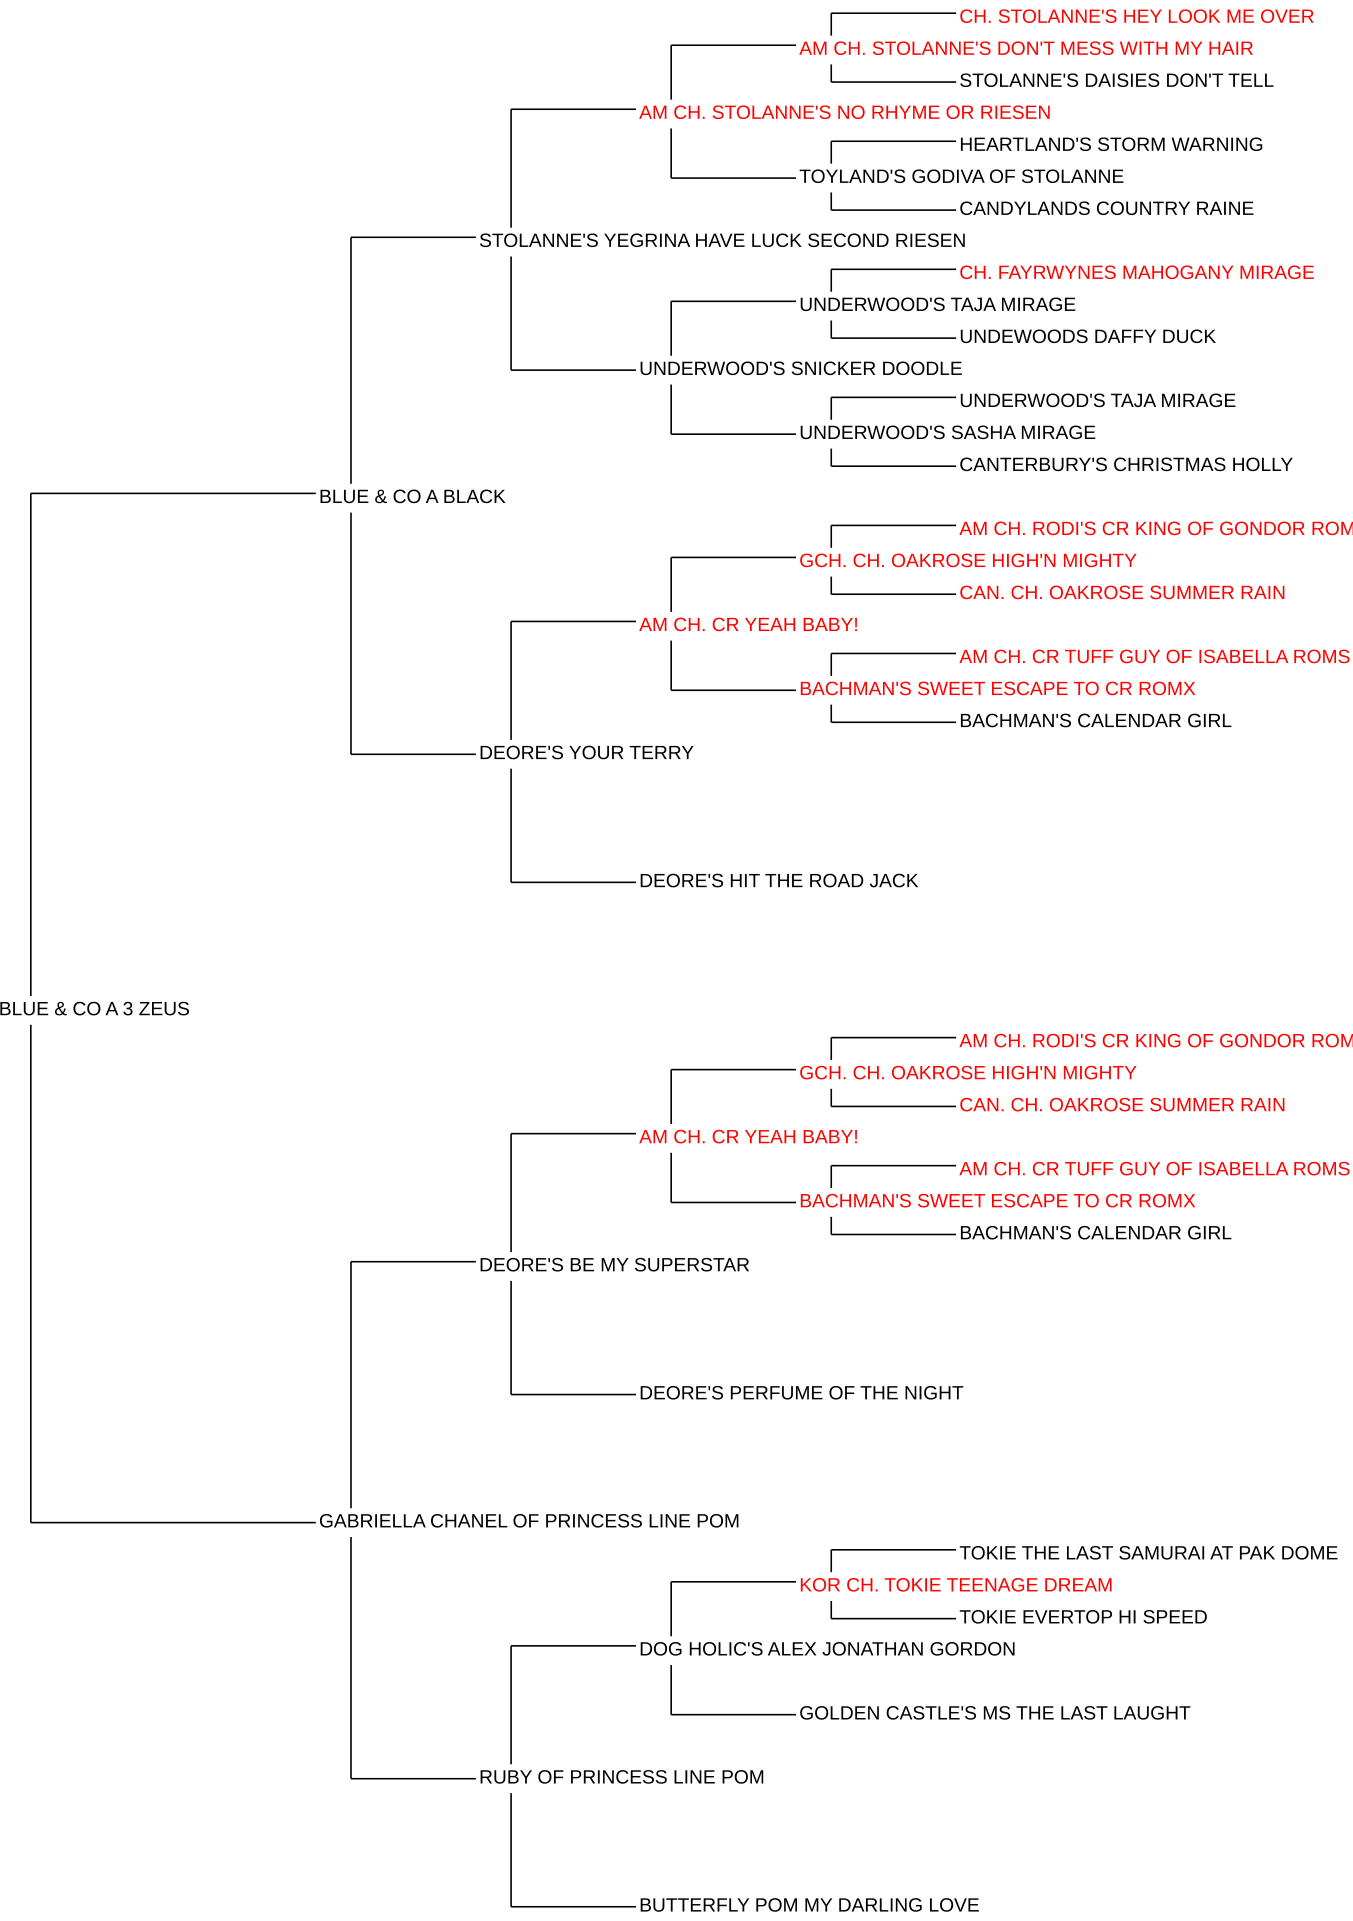 CH. STOLANNE'S HEY LOOK ME OVER
AM CH. STOLANNE'S DON'T MESS WITH MY HAIR
STOLANNE'S DAISIES DON'T TELL
AM CH. STOLANNE'S NO RHYME OR RIESEN
HEARTLAND'S STORM WARNING
TOYLAND'S GODIVA OF STOLANNE
CANDYLANDS COUNTRY RAINE
STOLANNE'S YEGRINA HAVE LUCK SECOND RIESEN
CH. FAYRWYNES MAHOGANY MIRAGE
UNDERWOOD'S TAJA MIRAGE
UNDEWOODS DAFFY DUCK
UNDERWOOD'S SNICKER DOODLE
UNDERWOOD'S TAJA MIRAGE
UNDERWOOD'S SASHA MIRAGE
CANTERBURY'S CHRISTMAS HOLLY
BLUE & CO A BLACK
AM CH. RODI'S CR KING OF GONDOR ROM
GCH. CH. OAKROSE HIGH'N MIGHTY
CAN. CH. OAKROSE SUMMER RAIN
AM CH. CR YEAH BABY!
AM CH. CR TUFF GUY OF ISABELLA ROMS
BACHMAN'S SWEET ESCAPE TO CR ROMX
BACHMAN'S CALENDAR GIRL
DEORE'S YOUR TERRY
DEORE'S HIT THE ROAD JACK
BLUE & CO A 3 ZEUS
AM CH. RODI'S CR KING OF GONDOR ROM
GCH. CH. OAKROSE HIGH'N MIGHTY
CAN. CH. OAKROSE SUMMER RAIN
AM CH. CR YEAH BABY!
AM CH. CR TUFF GUY OF ISABELLA ROMS
BACHMAN'S SWEET ESCAPE TO CR ROMX
BACHMAN'S CALENDAR GIRL
DEORE'S BE MY SUPERSTAR
DEORE'S PERFUME OF THE NIGHT
GABRIELLA CHANEL OF PRINCESS LINE POM
TOKIE THE LAST SAMURAI AT PAK DOME
KOR CH. TOKIE TEENAGE DREAM
TOKIE EVERTOP HI SPEED
DOG HOLIC'S ALEX JONATHAN GORDON
GOLDEN CASTLE'S MS THE LAST LAUGHT
RUBY OF PRINCESS LINE POM
BUTTERFLY POM MY DARLING LOVE